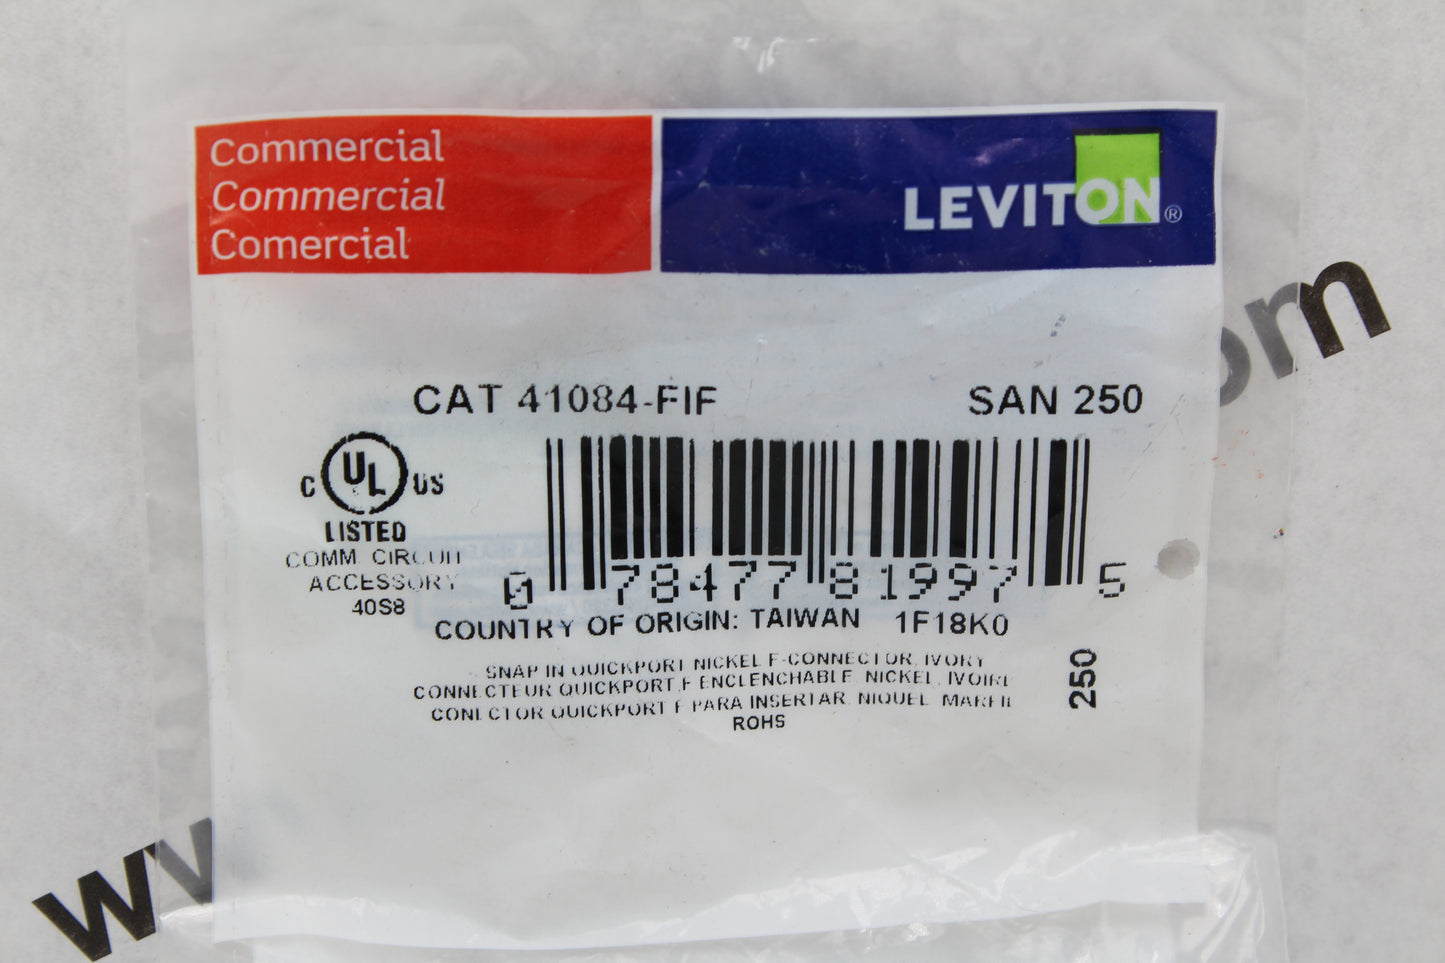 Commercial
Commercial
Comercial
LEVITON®
CAT 41084-FIF SAN 250
C UL US
LISTED
COMM CIRCUIT
ACCESSORY
40S8
0 78477 81997 5
COUNTRY OF ORIGIN: TAIWAN 1F18K0
SNAP IN QUICKPORT NICKEL F-CONNECTOR, IVORY
CONNECTEUR QUICKPORT,F ENCLENCHABLE, NICKEL, IVOIRE
CONECTOR QUICKPORT F PARA INSERTAR, NIQUEL, MARFIL
ROHS
250
ww
om